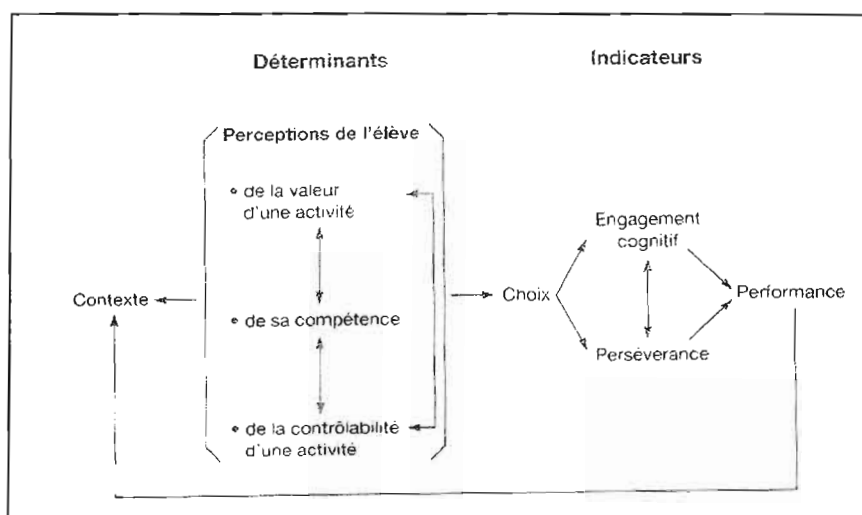 Déterminants
Indicateurs
Perceptions de l'élève
• de la valeur
d'une activité
Engagement
cognitif
Contexte
• de sa compétence
Choix
Performance
Persévérance
• de la contrôlabilité
d'une activité